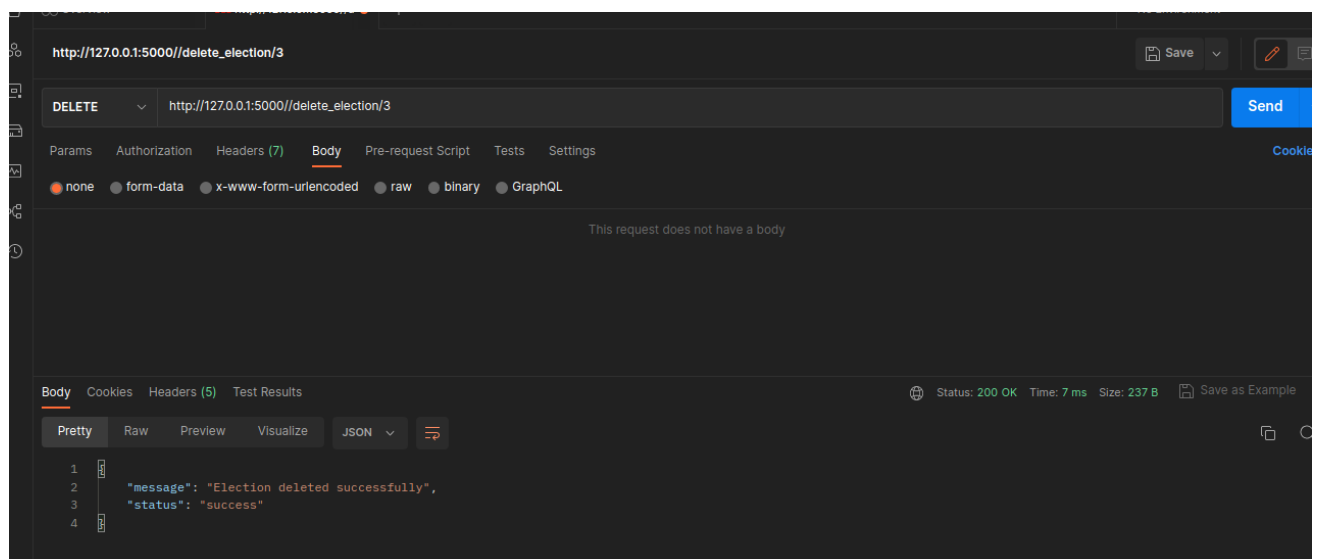 http://127.0.0.1:5000//delete_election/3 Save
DELETE http://127.0.0.1:5000//delete_election/3 Send
Params Authorization Headers (7) Body Pre-request Script Tests Settings
none form-data x-www-form-urlencoded raw binary GraphQL
This request does not have a body
Body Cookies Headers (5) Test Results Status: 200 OK Time: 7 ms Size: 237 B Save as Example
Pretty Raw Preview Visualize JSON
1 {
2 "message": "Election deleted successfully",
3 "status": "success"
4 }